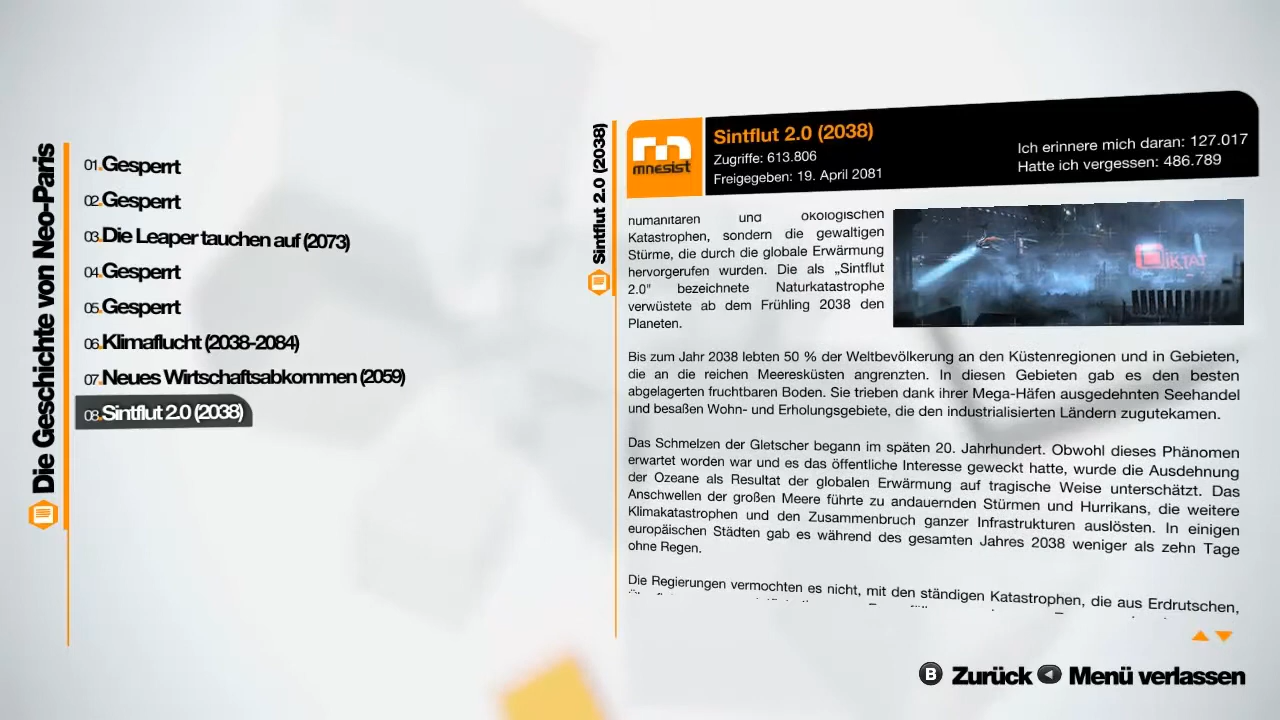 Die Geschichte von Neo-Paris
01.Gesperrt
02.Gesperrt
03.Die Leaper tauchen auf (2073)
04.Gesperrt
05.Gesperrt
06.Klimaflucht (2038-2084)
07.Neues Wirtschaftsabkommen (2059)
08.Sintflut 2.0 (2038)
Sintflut 2.0 (2038)
mnesist
Sintflut 2.0 (2038)
Zugriffe: 613.806
Freigegeben: 19. April 2081
Ich erinnere mich daran: 127.017
Hatte ich vergessen: 486.789
humanitären und ökologischen
Katastrophen, sondern die gewaltigen
Stürme, die durch die globale Erwärmung
hervorgerufen wurden. Die als „Sintflut
2.0" bezeichnete Naturkatastrophe
verwüstete ab dem Frühling 2038 den
Planeten.
DIKTAT
Bis zum Jahr 2038 lebten 50 % der Weltbevölkerung an den Küstenregionen und in Gebieten,
die an die reichen Meeresküsten angrenzten. In diesen Gebieten gab es den besten
abgelagerten fruchtbaren Boden. Sie trieben dank ihrer Mega-Häfen ausgedehnten Seehandel
und besaßen Wohn- und Erholungsgebiete, die den industrialisierten Ländern zugutekamen.
Das Schmelzen der Gletscher begann im späten 20. Jahrhundert. Obwohl dieses Phänomen
erwartet worden war und es das öffentliche Interesse geweckt hatte, wurde die Ausdehnung
der Ozeane als Resultat der globalen Erwärmung auf tragische Weise unterschätzt. Das
Anschwellen der großen Meere führte zu andauernden Stürmen und Hurrikans, die weitere
Klimakatastrophen und den Zusammenbruch ganzer Infrastrukturen auslösten. In einigen
europäischen Städten gab es während des gesamten Jahres 2038 weniger als zehn Tage
ohne Regen.
Die Regierungen vermochten es nicht, mit den ständigen Katastrophen, die aus Erdrutschen,
B Zurück Menü verlassen